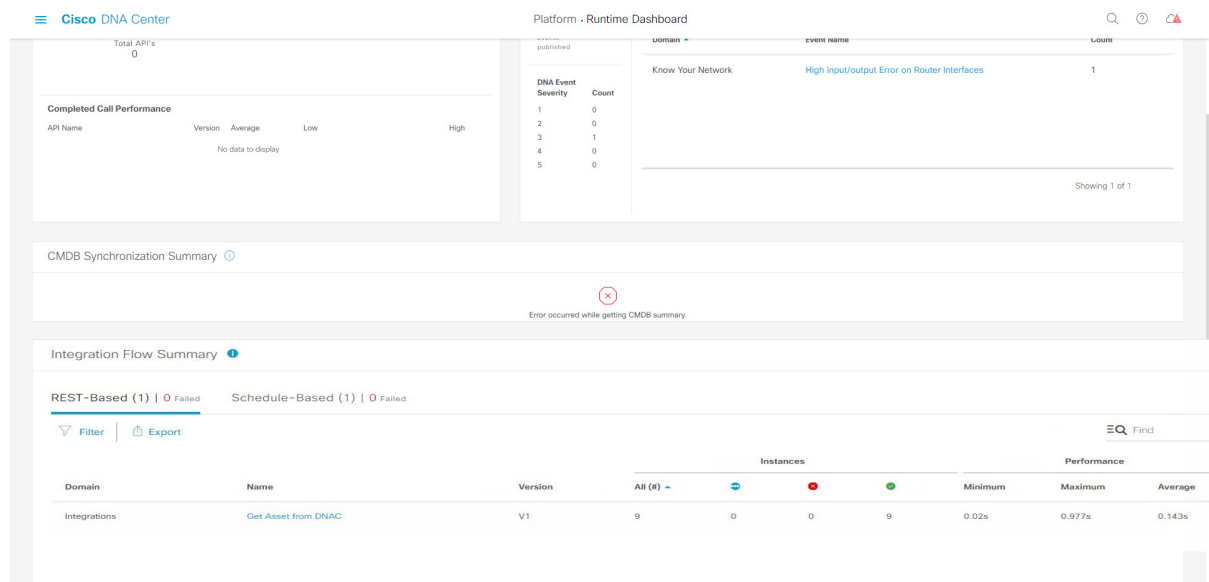 Cisco DNA Center
Platform • Runtime Dashboard
Total API's
0
Completed Call Performance
API Name Version Average Low High
No data to display
published
DNA Event
Severity Count
1 0
2 0
3 1
4 0
5 0
Domain Event Name Count
Know Your Network High input/output Error on Router Interfaces 1
Showing 1 of 1
CMDB Synchronization Summary
Error occurred while getting CMDB summary.
Integration Flow Summary
REST-Based (1) | 0 Failed Schedule-Based (1) | 0 Failed
Filter Export Find
Instances Performance
Domain Name Version All (#) Minimum Maximum Average
Integrations Get Asset from DNAC V1 9 0 0 9 0.02s 0.977s 0.143s